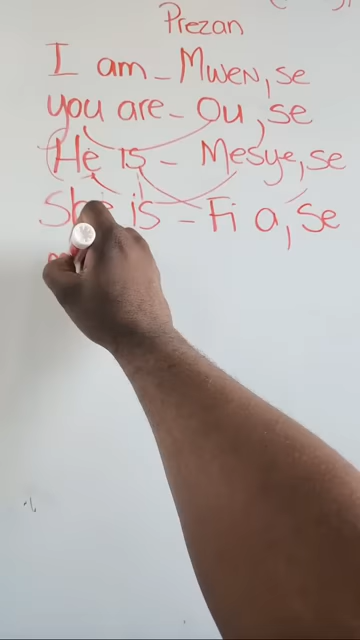 Prezan
I am - Mwen, se
you are - Ou, se
He is - Mesye, se
She is - Fi a, se